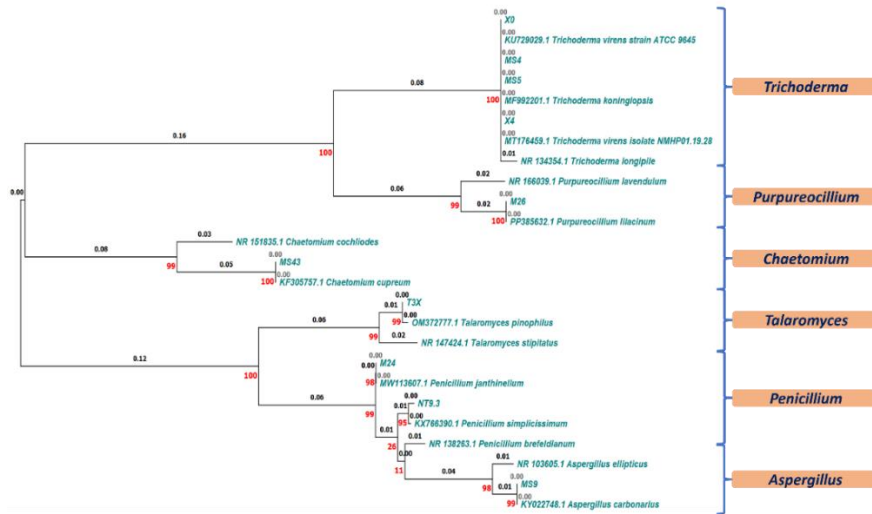 0.00
X0
0.00
KU729029.1 Trichoderma virens strain ATCC 9645
0.00
MS4
0.00
MS5
0.08
0.00
100
MF992201.1 Trichoderma koningiopsis
0.00
X4
0.00
MT176459.1 Trichoderma virens isolate NMHP01.19.28
0.01
NR 134354.1 Trichoderma longipile
Trichoderma
0.16
100
0.02
NR 166039.1 Purpureocillium lavendulum
0.06
0.00
99
0.02
M26
0.00
100
PP385632.1 Purpureocillium lilacinum
Purpureocillium
0.00
0.03
NR 151835.1 Chaetomium cochliodes
0.08
0.00
99
0.05
MS43
0.00
100
KF305757.1 Chaetomium cupreum
Chaetomium
0.00
0.01
T3X
0.00
0.06
99
OM372777.1 Talaromyces pinophilus
99
0.02
NR 147424.1 Talaromyces stipitatus
Talaromyces
0.12
100
0.00
M24
0.00
0.00
98
MW113607.1 Penicillium janthinellum
0.06
0.00
99
NT9.3
0.01
0.00
95
KX766390.1 Penicillium simplicissimum
0.01
26
NR 138263.1 Penicillium brefeldianum
0.00
Penicillium
11
0.01
NR 103605.1 Aspergillus ellipticus
0.04
0.00
98
0.01
MS9
0.00
99
KY022748.1 Aspergillus carbonarius
Aspergillus